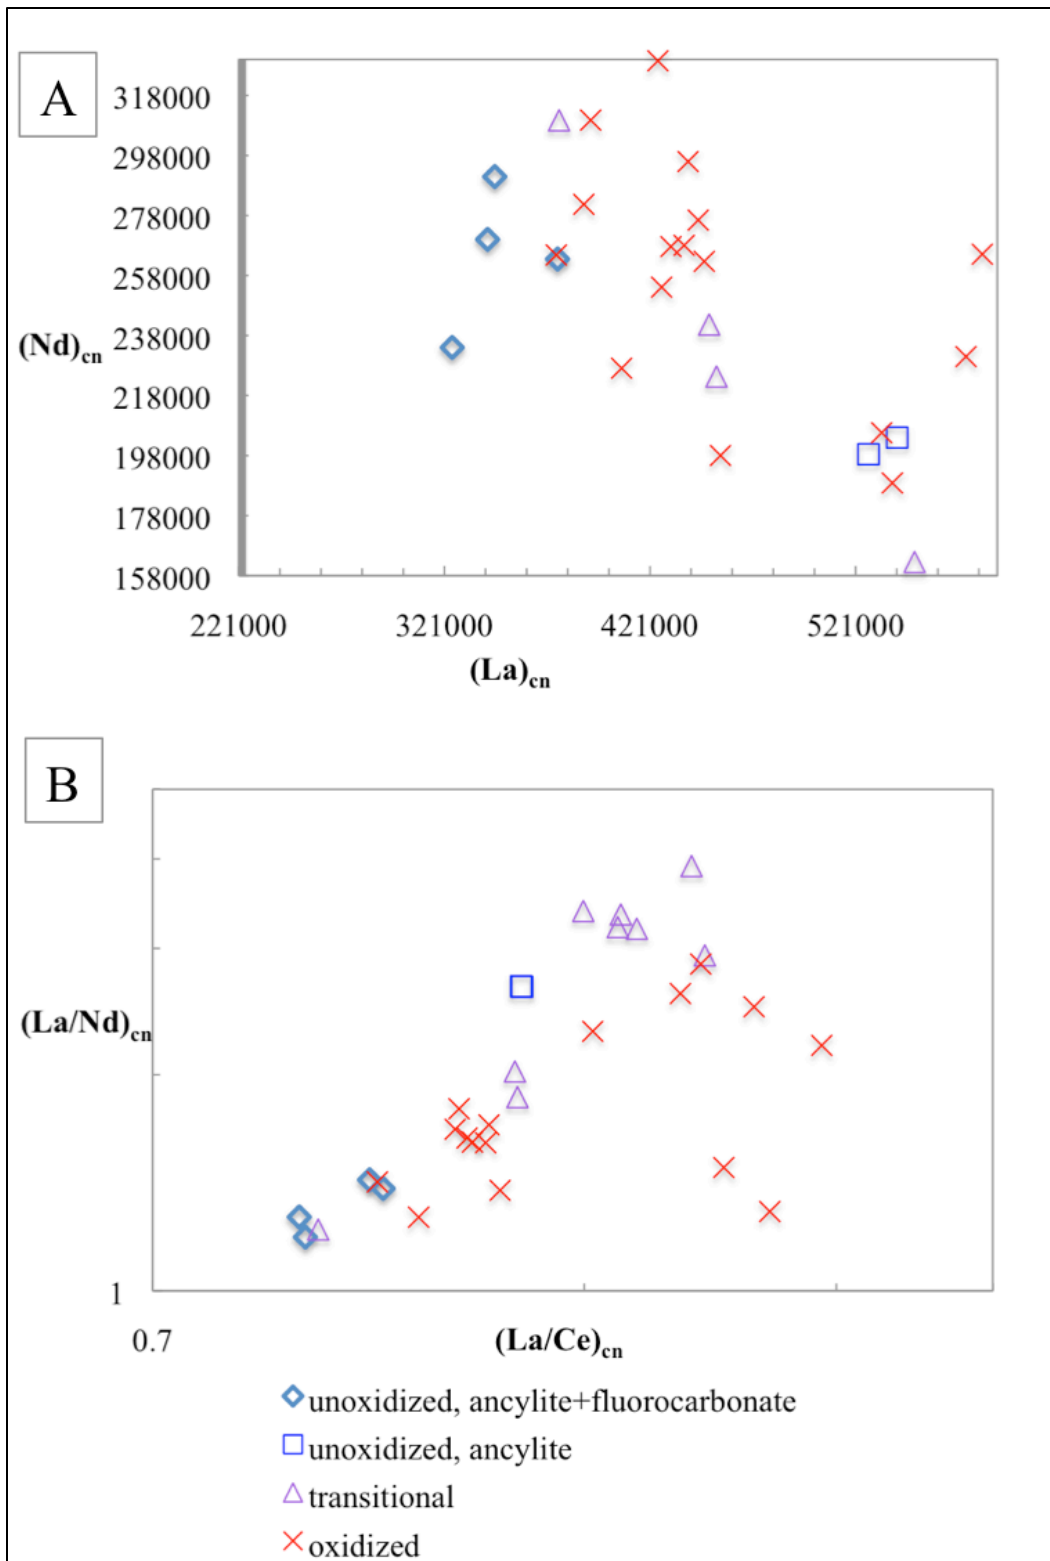 A
318000
298000
278000
258000
(Nd)cn
238000
218000
198000
178000
158000
221000 321000 421000 521000
(La)cn
B
(La/Nd)cn
1
0.7
(La/Ce)cn
unoxidized, ancylite+fluorocarbonate
unoxidized, ancylite
transitional
oxidized